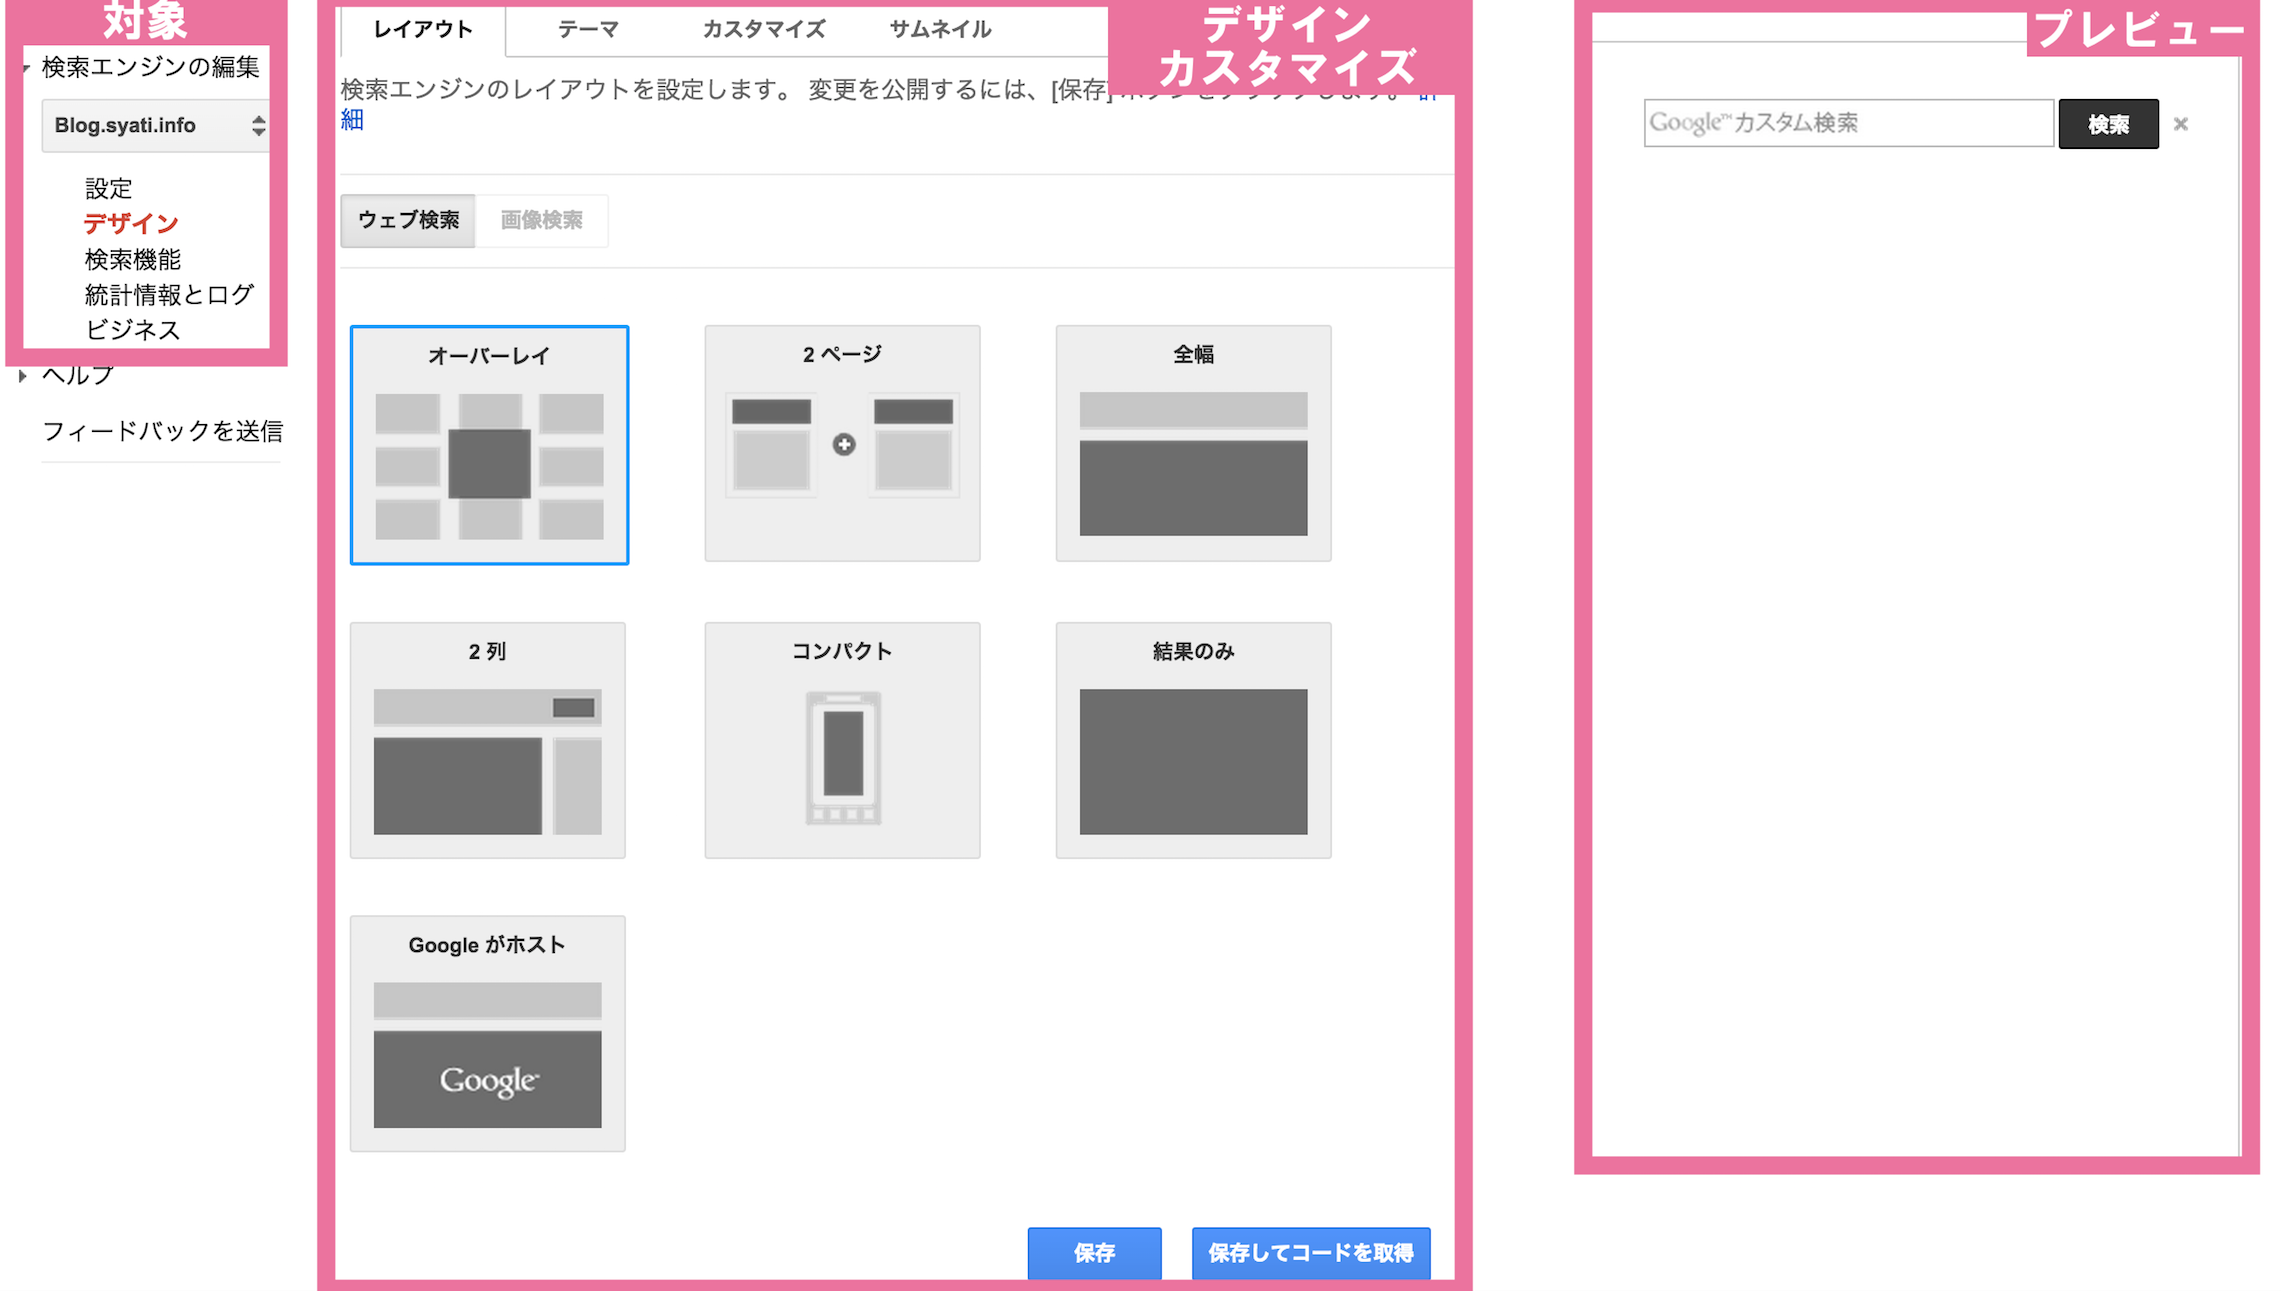 対象
検索エンジンの編集
Blog.syati.info
設定
デザイン
検索機能
統計情報とログ
ビジネス
ヘルプ
フィードバックを送信
デザイン
カスタマイズ
レイアウト テーマ カスタマイズ サムネイル
検索エンジンのレイアウトを設定します。 変更を公開するには、[保存]
細
ウェブ検索 画像検索
オーバーレイ 2 ページ 全幅
2 列 コンパクト 結果のみ
Google がホスト
Google™
保存 保存してコードを取得
プレビュー
Google™カスタム検索 検索 ×